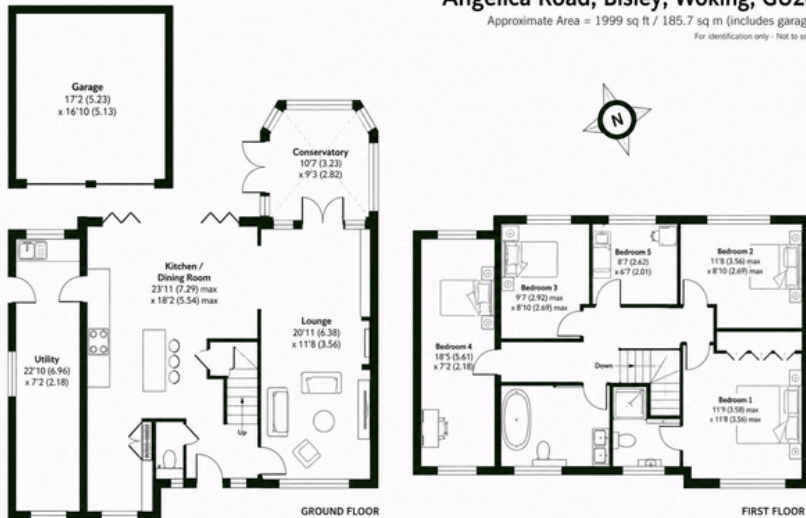 Angelica Road, Bisley, Woking,
Approximate Area = 1999 sq ft / 185.7 sq m (includes
For identification only - Not to
Garage
17'2 (5.23)
x 16'10 (5.13)
N
Conservatory
10'7 (3.23)
x 9'3 (2.82)
Kitchen /
Dining Room
23'11 (7.29) max
x 18'2 (5.54) max
Lounge
20'11 (6.38)
x 11'8 (3.56)
Utility
22'10 (6.96)
x 7'2 (2.18)
Up
GROUND FLOOR
Bedroom 3
9'7 (2.92) max
x 8'10 (2.69) max
Bedroom 5
8'7 (2.62)
x 6'7 (2.01)
Bedroom 2
11'8 (3.56) max
x 8'10 (2.69) max
Bedroom 4
18'5 (5.61)
x 7'2 (2.18)
Down
Bedroom 1
11'9 (3.58) max
x 11'8 (3.56) max
FIRST FLOOR